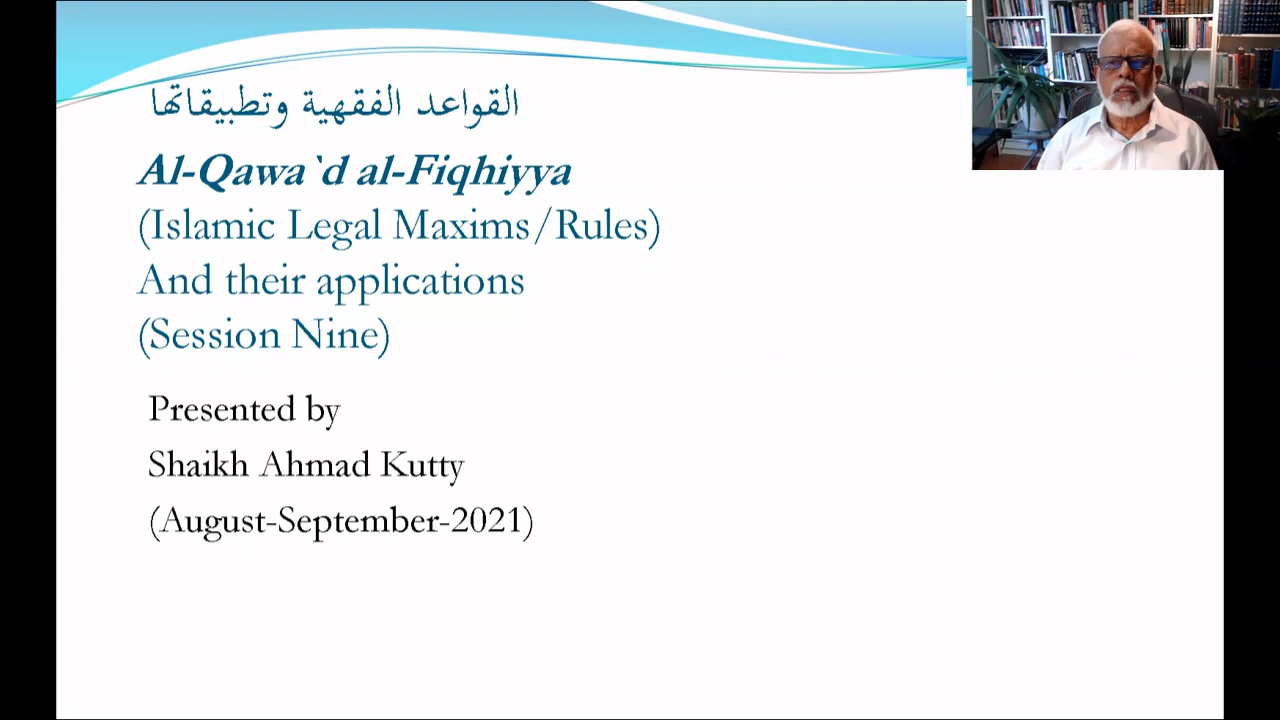 القواعد الفقهية وتطبيقاتها
Al-Qawa`d al-Fiqhiyya
(Islamic Legal Maxims/Rules)
And their applications
(Session Nine)
Presented by
Shaikh Ahmad Kutty
(August-September-2021)